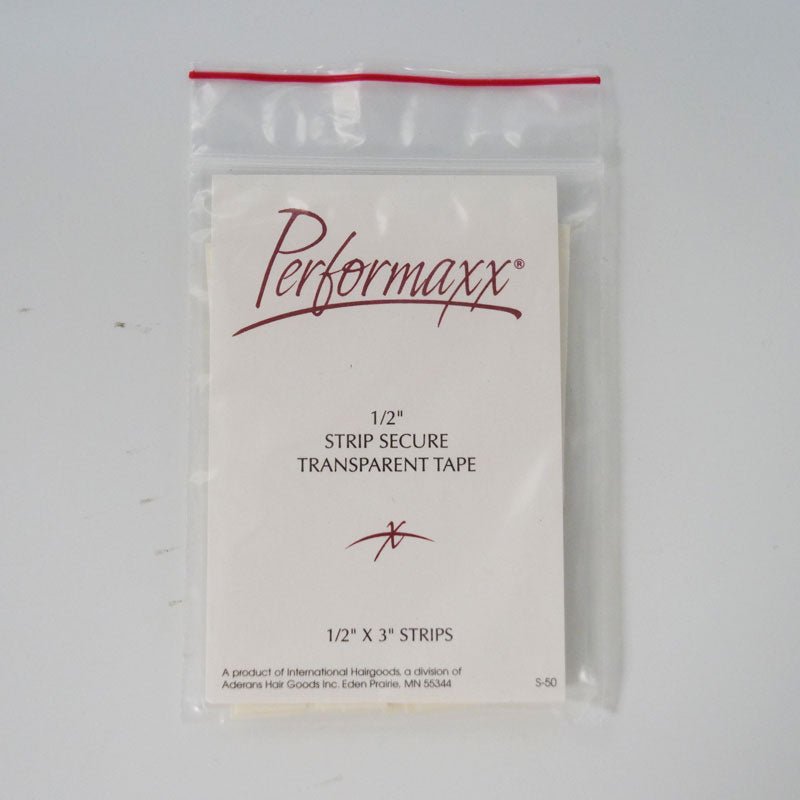 Performaxx®
1/2"
STRIP SECURE
TRANSPARENT TAPE
x
1/2" X 3" STRIPS
A product of International Hairgoods, a division of
Aderans Hair Goods Inc. Eden Prairie, MN 55344
S-50